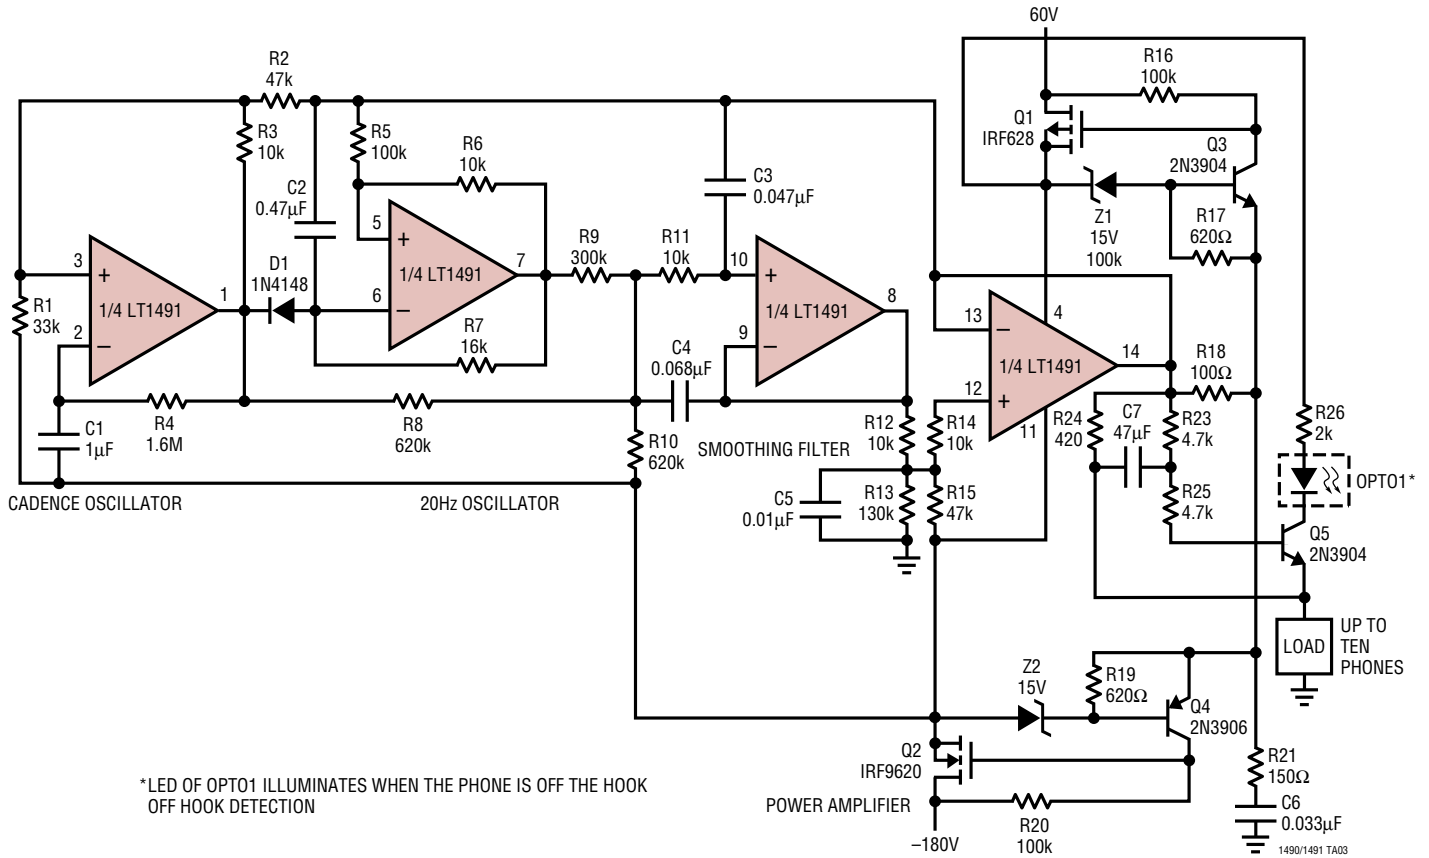 60V
R2
47k
R16
100k
R3
10k
R5
100k
R6
10k
Q1
IRF628
Q3
2N3904
C2
0.47µF
C3
0.047µF
Z1
15V
100k
R17
620Ω
5
+
1/4 LT1491
7
6
–
R7
16k
3
+
1/4 LT1491
1
2
–
D1
1N4148
R1
33k
R9
300k
R11
10k
10
+
1/4 LT1491
8
9
–
4
13
–
1/4 LT1491
14
12
+
11
R18
100Ω
C4
0.068µF
R4
1.6M
R8
620k
C1
1µF
R10
620k
SMOOTHING FILTER
R12
10k
R14
10k
R24
420
C7
47µF
R23
4.7k
R26
2k
OPTO1*
CADENCE OSCILLATOR
20Hz OSCILLATOR
C5
0.01µF
R13
130k
R15
47k
R25
4.7k
Q5
2N3904
LOAD
UP TO
TEN
PHONES
Z2
15V
R19
620Ω
Q4
2N3906
Q2
IRF9620
R21
150Ω
*LED OF OPTO1 ILLUMINATES WHEN THE PHONE IS OFF THE HOOK
OFF HOOK DETECTION
POWER AMPLIFIER
R20
100k
C6
0.033µF
–180V
1490/1491 TA03